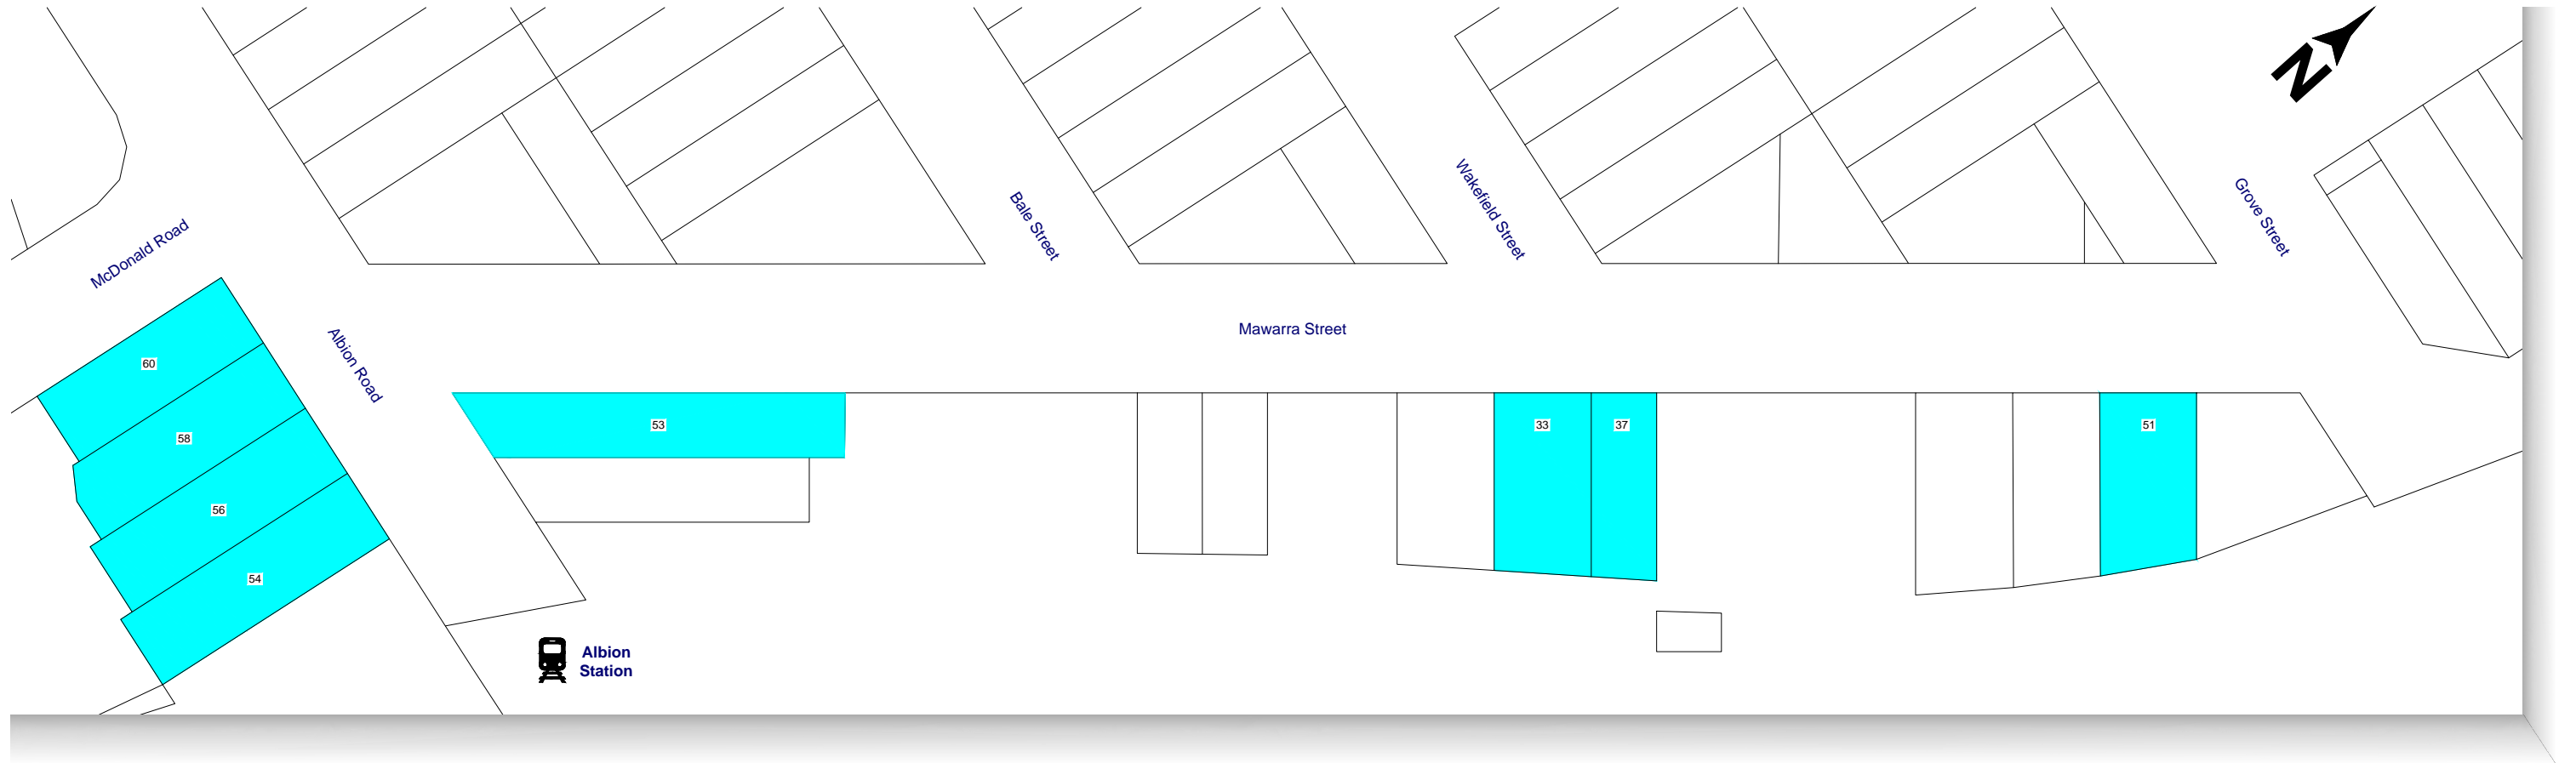 N
Bale Street
Wakefield Street
Grove Street
McDonald Road
Albion Road
Mawarra Street
60
58
56
54
53
33
37
51
Albion
Station